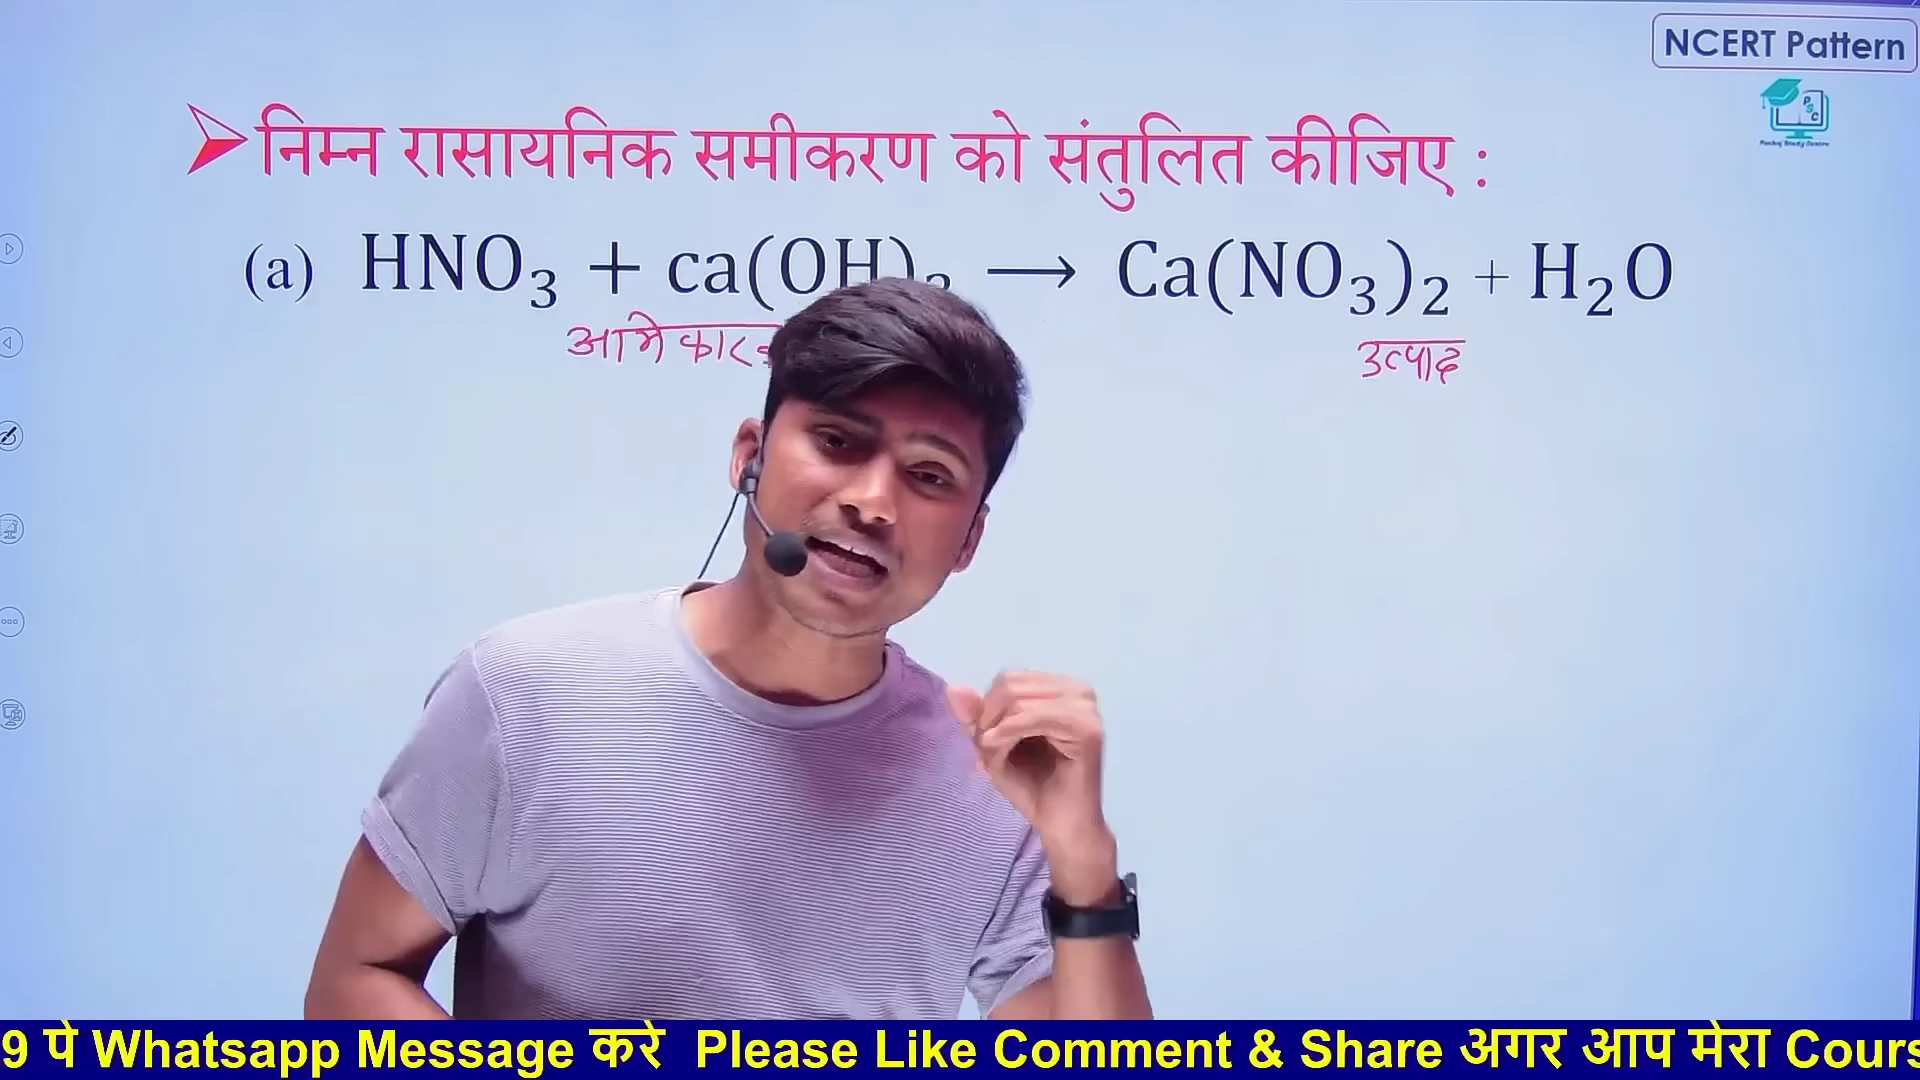 NCERT Pattern
निम्न रासायनिक समीकरण को संतुलित कीजिए :
(a) HNO₃ + ca(OH)₂ ⟶ Ca(NO₃)₂ + H₂O
उत्पाद
9 पे Whatsapp Message करे Please Like Comment & Share अगर आप मेरा Cours